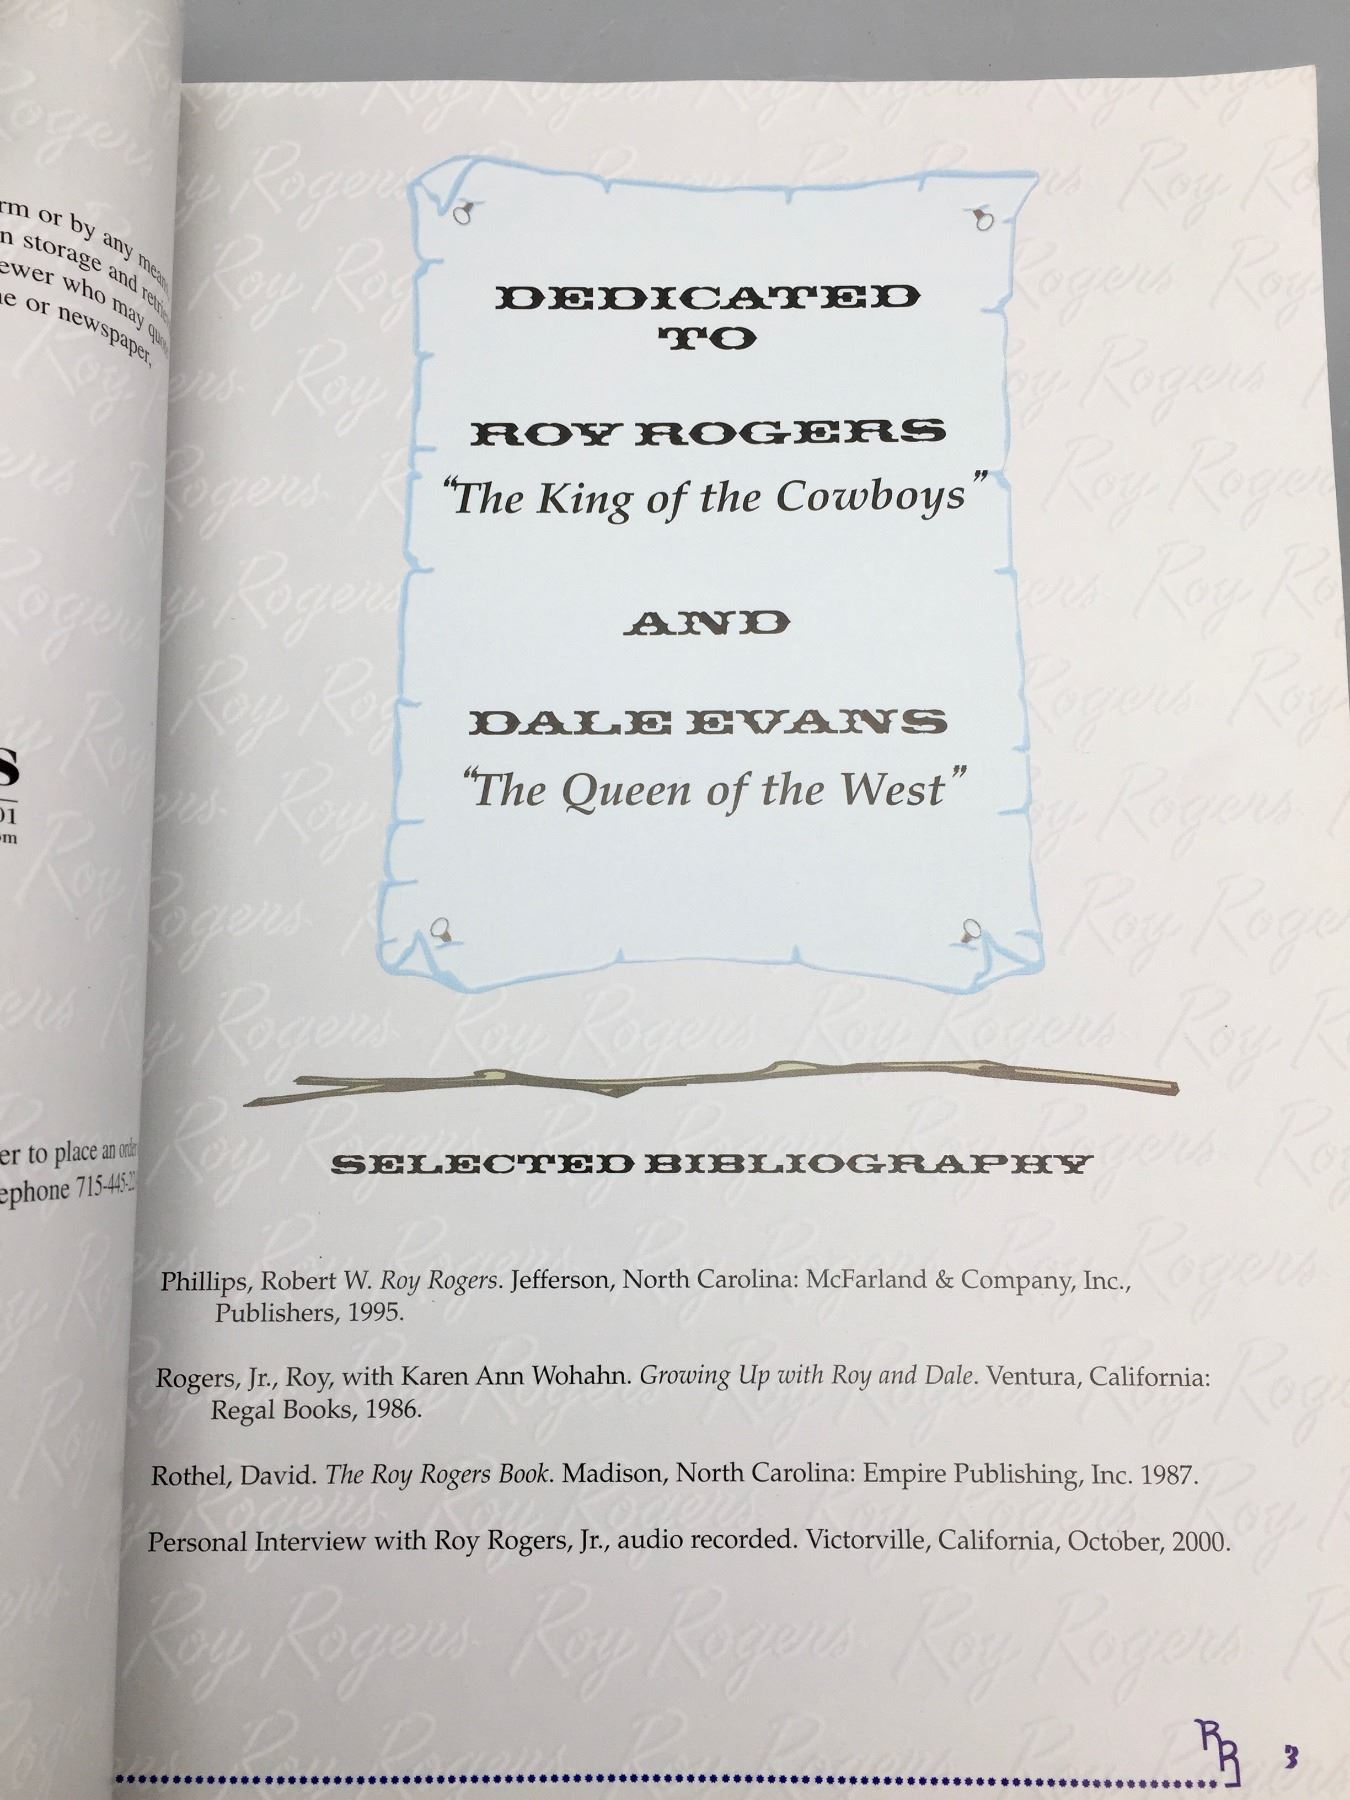 rm or by any
n storage and
ewer who may
e or newspaper,
S
01
om
er to place an order
ephone 715-445-22
DEDICATED
TO
ROY ROGERS
“The King of the Cowboys”
AND
DALE EVANS
“The Queen of the West”
SELECTED BIBLIOGRAPHY
Phillips, Robert W. Roy Rogers. Jefferson, North Carolina: McFarland & Company, Inc.,
Publishers, 1995.
Rogers, Jr., Roy, with Karen Ann Wohahn. Growing Up with Roy and Dale. Ventura, California:
Regal Books, 1986.
Rothel, David. The Roy Rogers Book. Madison, North Carolina: Empire Publishing, Inc. 1987.
Personal Interview with Roy Rogers, Jr., audio recorded. Victorville, California, October, 2000.
RR
3